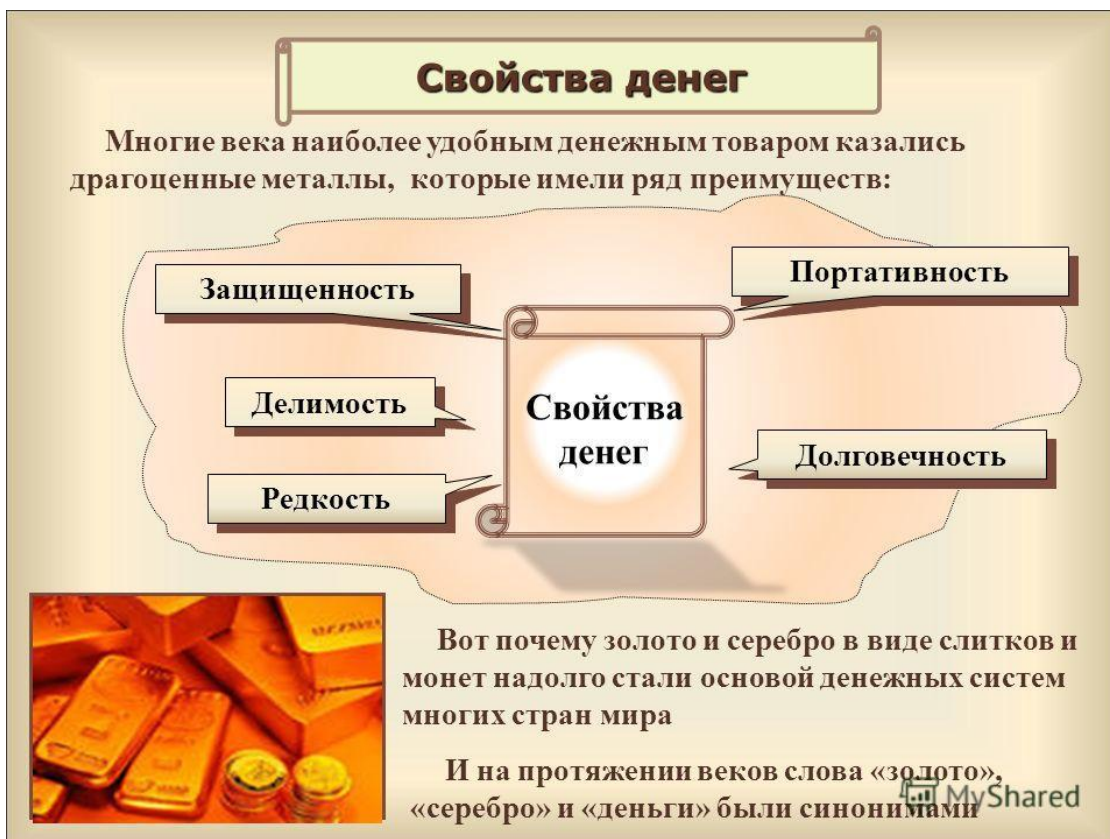 Свойства денег
Многие века наиболее удобным денежным товаром казались
драгоценные металлы, которые имели ряд преимуществ:
Защищенность
Портативность
Делимость
Свойства
денег
Долговечность
Редкость
Вот почему золото и серебро в виде слитков и
монет надолго стали основой денежных систем
многих стран мира
И на протяжении веков слова «золото»,
«серебро» и «деньги» были синонимами
MyShared